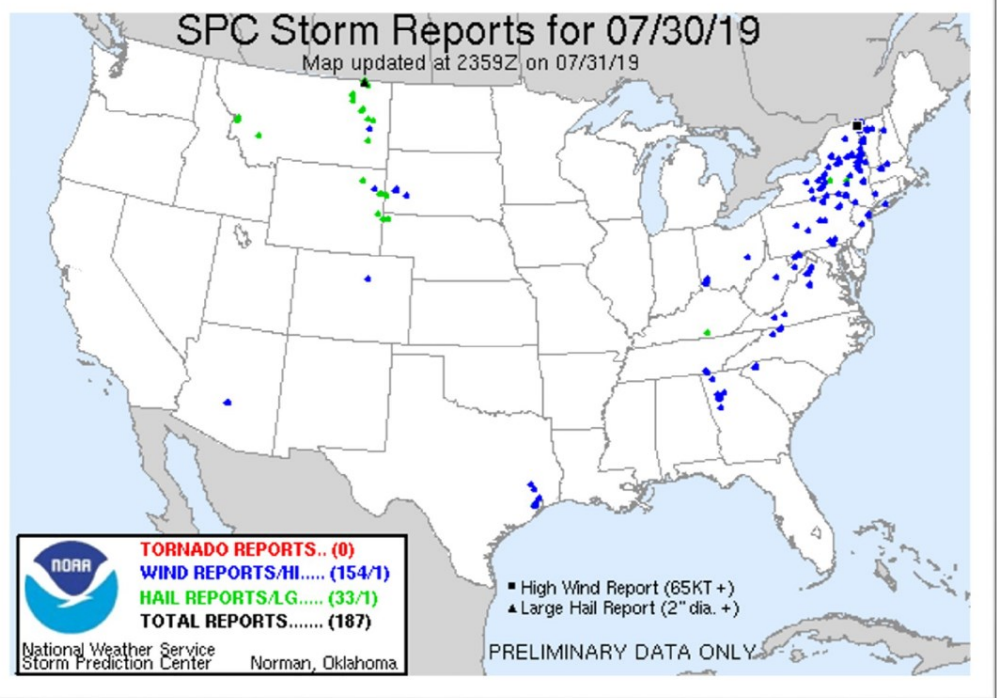 SPC Storm Reports for 07/30/19
Map updated at 2359Z on 07/31/19
NOAA
TORNADO REPORTS.. (0)
WIND REPORTS/HI..... (154/1)
HAIL REPORTS/LG..... (33/1)
TOTAL REPORTS....... (187)
National Weather Service
Storm Prediction Center Norman, Oklahoma
High Wind Report (65KT +)
Large Hail Report (2" dia. +)
PRELIMINARY DATA ONLY